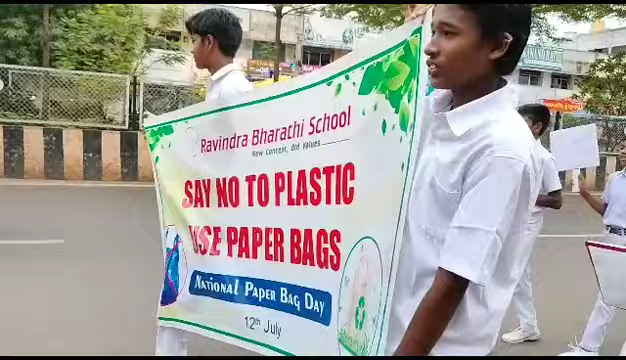 Ravindra Bharathi School
New Concept, Old Values
SAY NO TO PLASTIC
USE PAPER BAGS
National Paper Bag Day
12th July